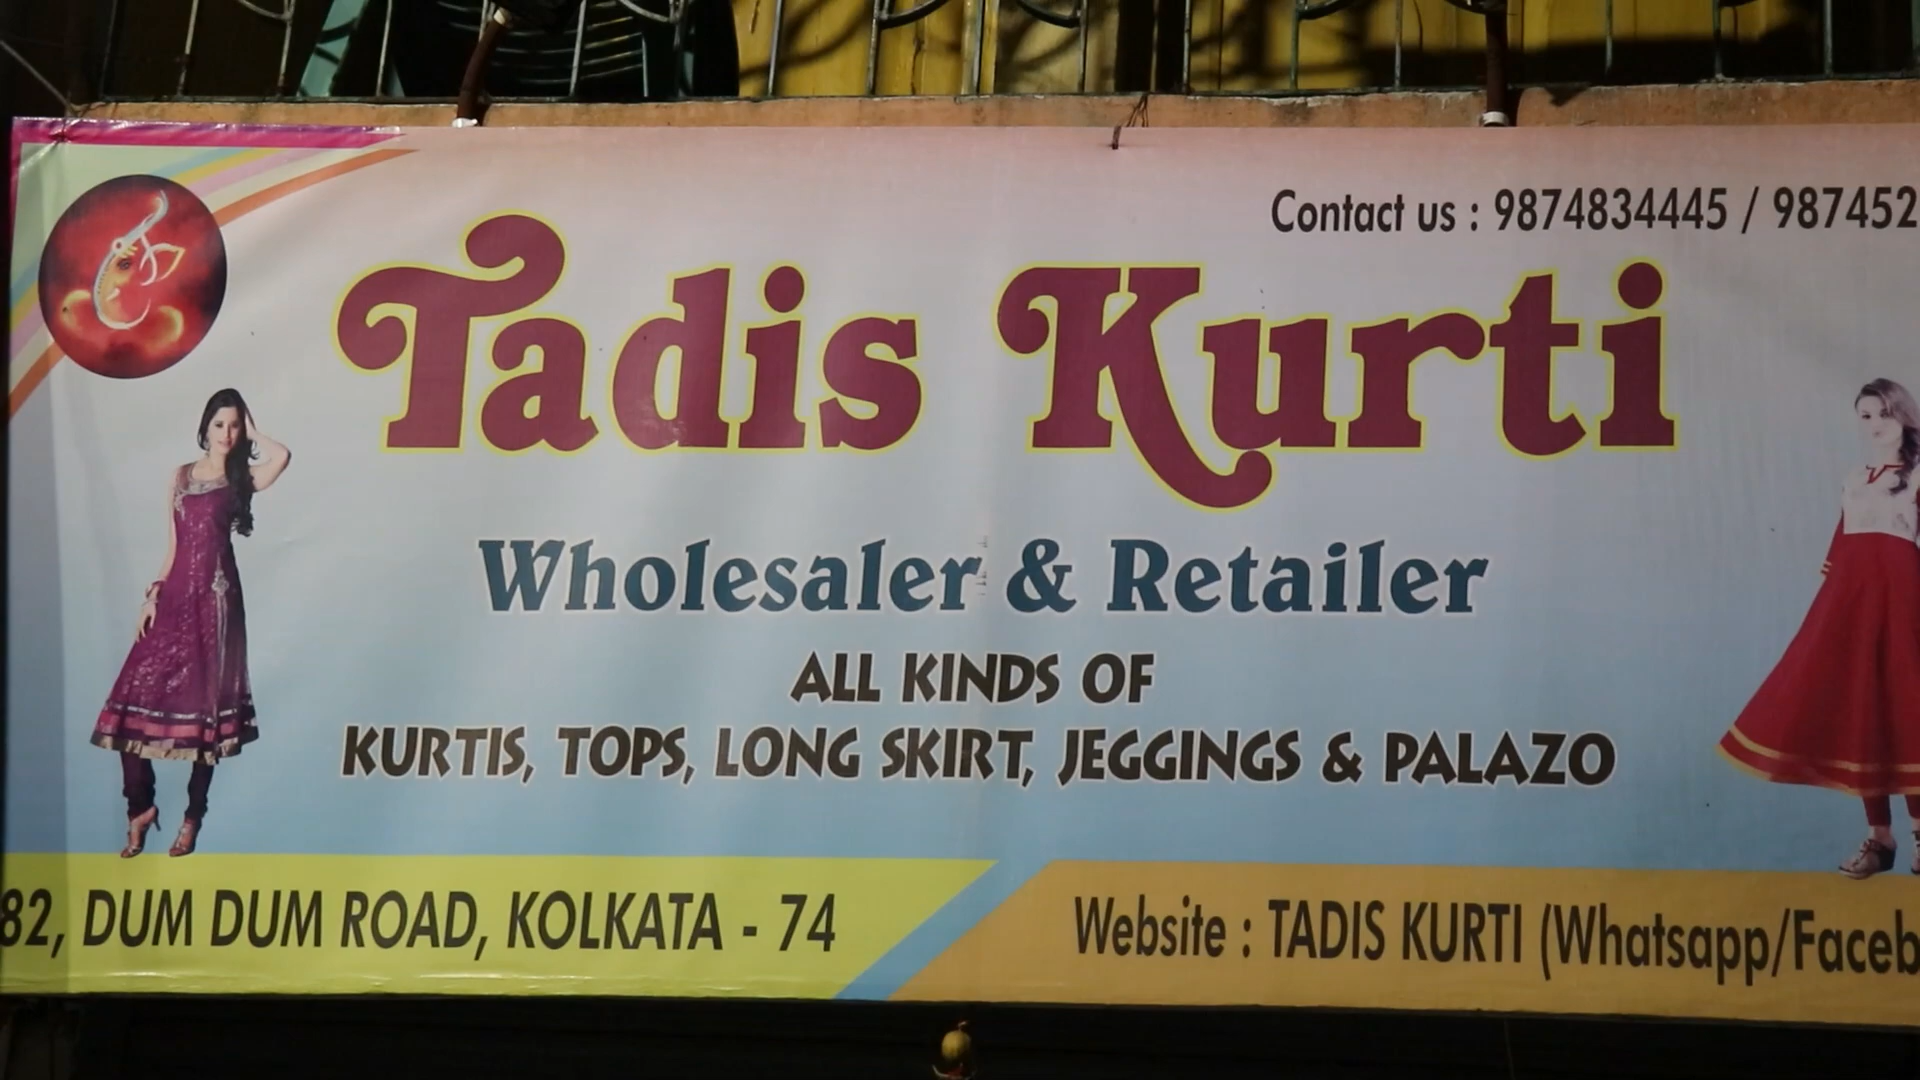 Contact us : 9874834445 / 987452
Tadis Kurti
Wholesaler & Retailer
ALL KINDS OF
KURTIS, TOPS, LONG SKIRT, JEGGINGS & PALAZO
82, DUM DUM ROAD, KOLKATA - 74
Website : TADIS KURTI (Whatsapp/Faceb